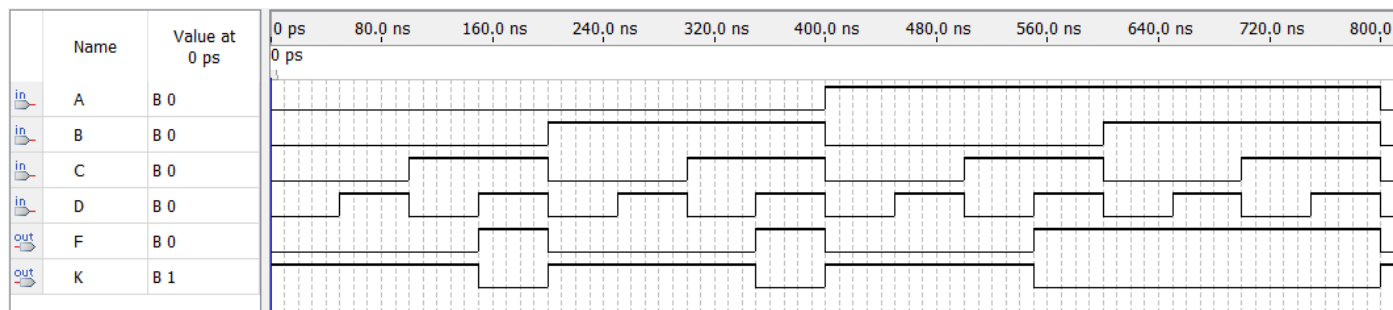 Name
Value at
0 ps
0 ps 80.0 ns 160.0 ns 240.0 ns 320.0 ns 400.0 ns 480.0 ns 560.0 ns 640.0 ns 720.0 ns 800.0
0 ps
in A B 0
in B B 0
in C B 0
in D B 0
out F B 0
out K B 1